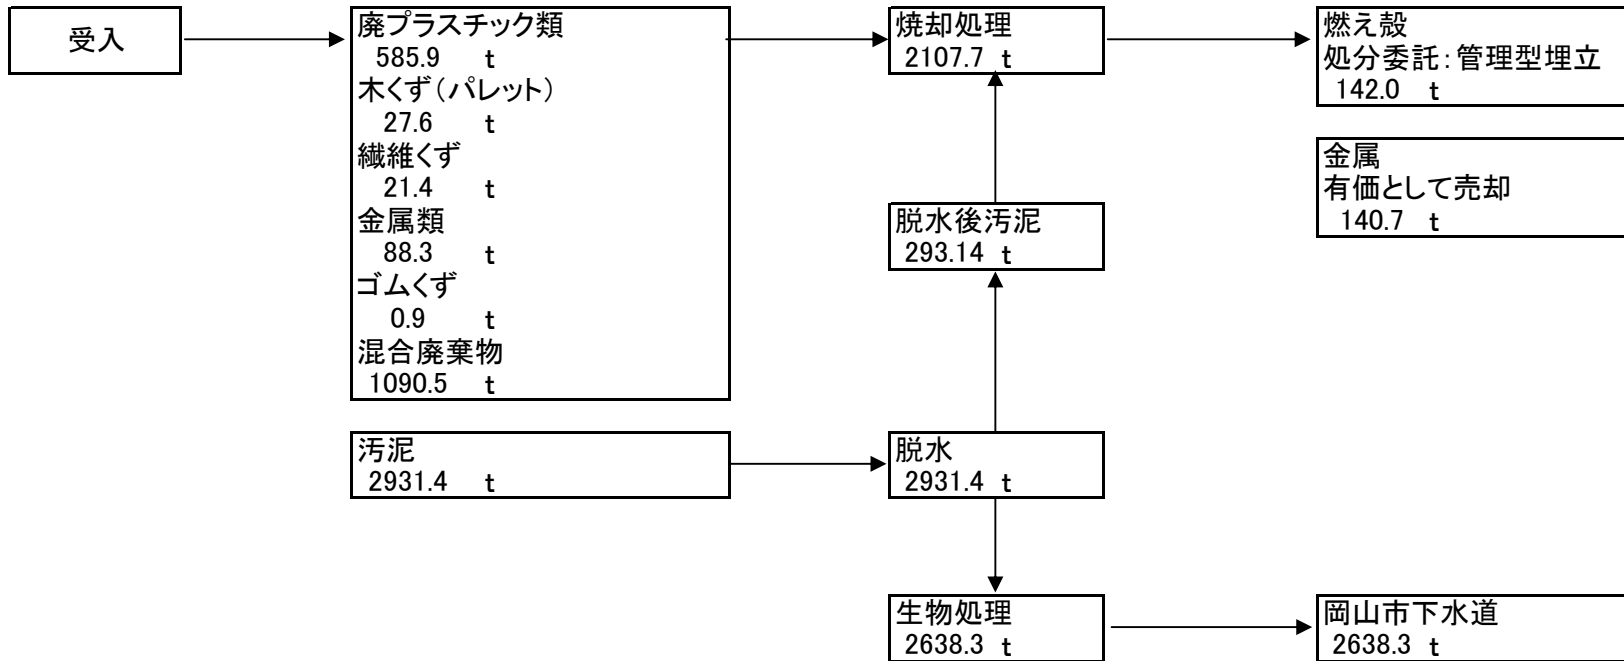 受入
廃プラスチック類
585.9 t
木くず(パレット)
27.6 t
繊維くず
21.4 t
金属類
88.3 t
ゴムくず
0.9 t
混合廃棄物
1090.5 t
焼却処理
2107.7 t
燃え殻
処分委託:管理型埋立
142.0 t
金属
有価として売却
140.7 t
脱水後汚泥
293.14 t
汚泥
2931.4 t
脱水
2931.4 t
生物処理
2638.3 t
岡山市下水道
2638.3 t